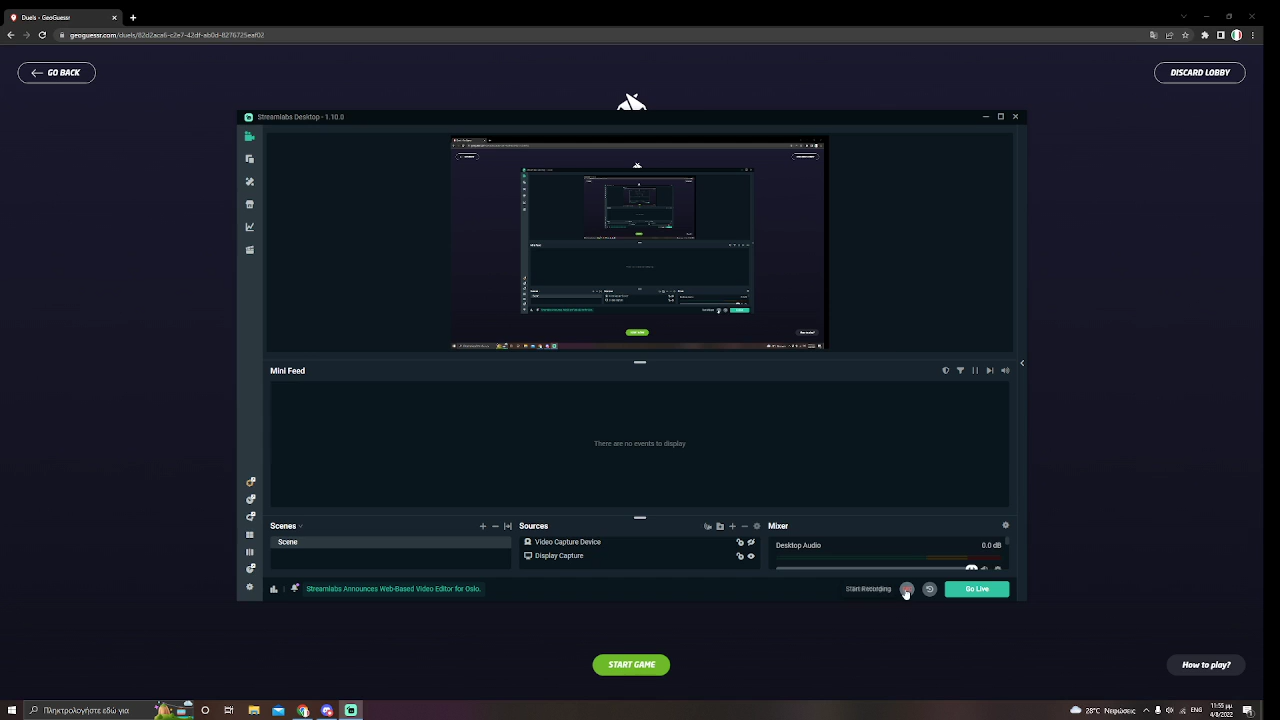 Duels - GeoGuessr
geoguessr.com/duels/82d2aca6-c2e7-42df-ab0d-8276725eaf02
GO BACK
DISCARD LOBBY
Streamlabs Desktop - 1.10.0
Mini Feed
There are no events to display
Scenes
Sources
Mixer
Scene
Video Capture Device
Display Capture
Desktop Audio
0.0 dB
Streamlabs Announces Web-Based Video Editor for Oslo.
Start Recording
Go Live
START GAME
How to play?
Πληκτρολογήστε εδώ για
28°C Νεφώσεις
11:55 μμ
4/8/2022